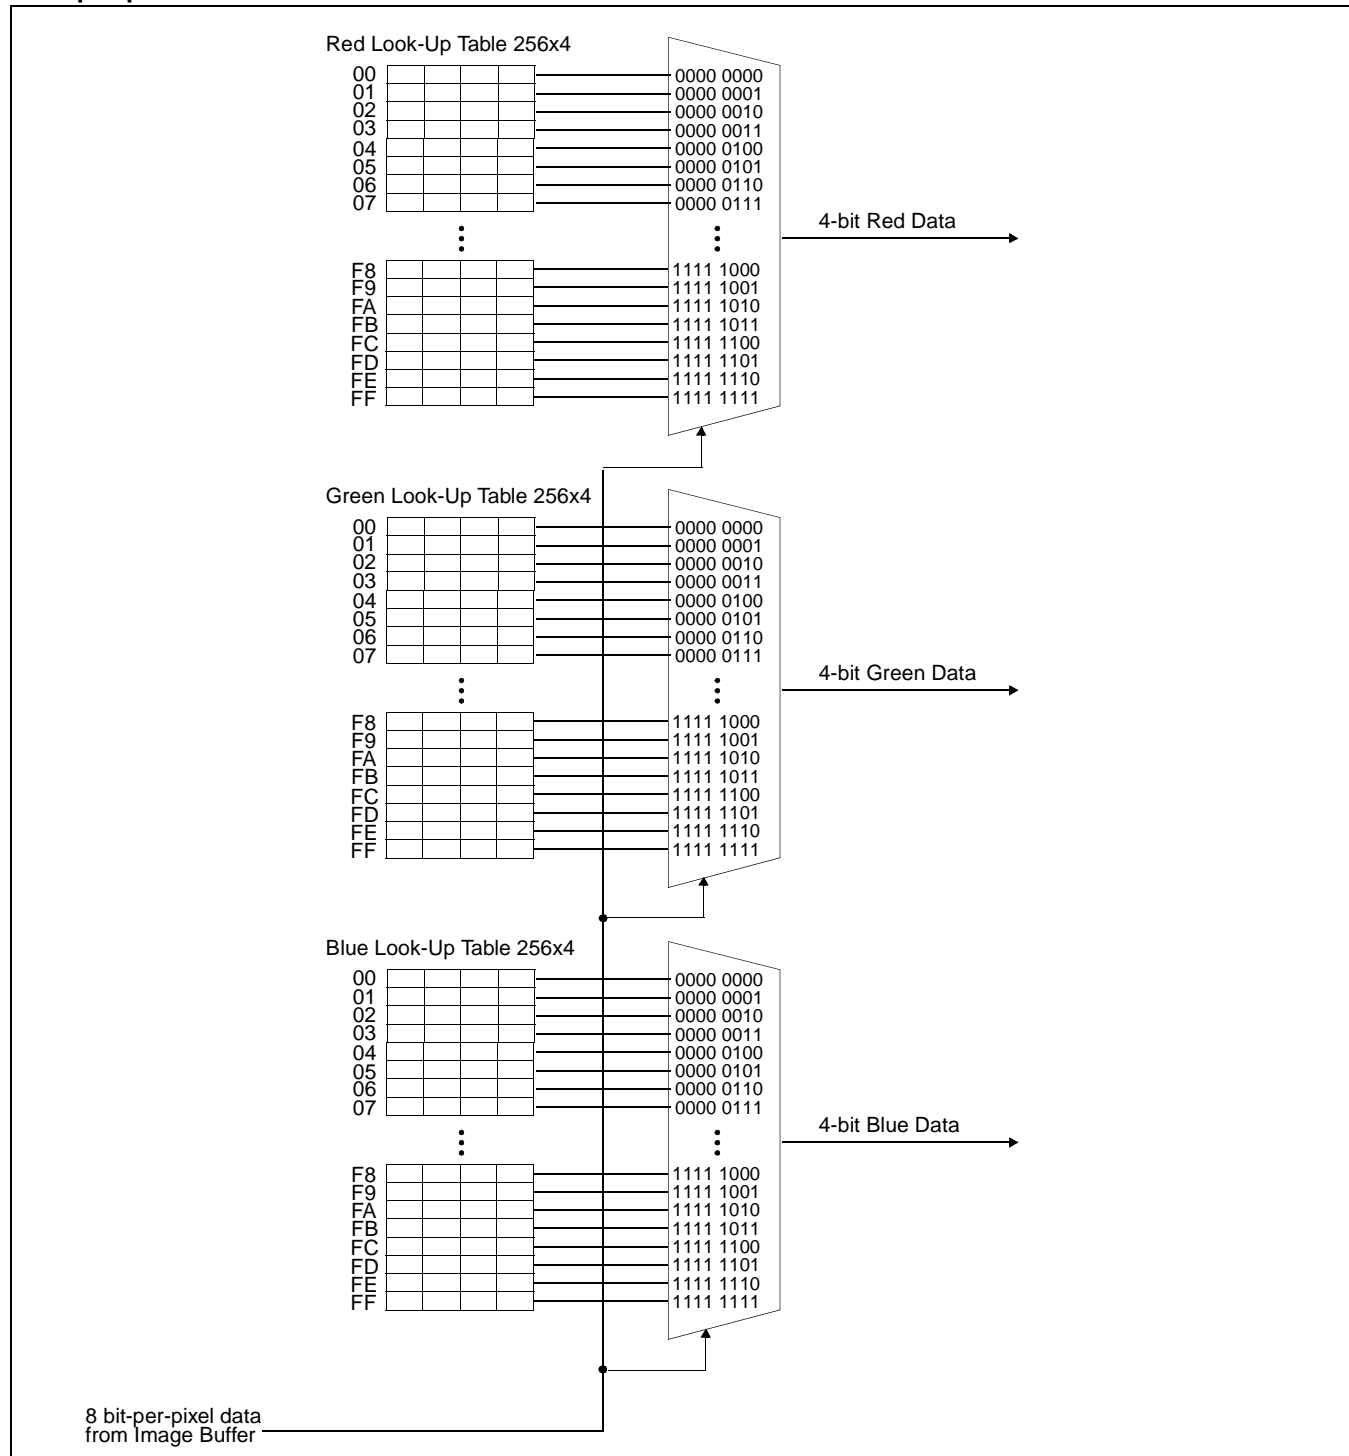 Red Look-Up Table 256x4
00 0000 0000
01 0000 0001
02 0000 0010
03 0000 0011
04 0000 0100
05 0000 0101
06 0000 0110
07 0000 0111
4-bit Red Data
F8 1111 1000
F9 1111 1001
FA 1111 1010
FB 1111 1011
FC 1111 1100
FD 1111 1101
FE 1111 1110
FF 1111 1111
Green Look-Up Table 256x4
00 0000 0000
01 0000 0001
02 0000 0010
03 0000 0011
04 0000 0100
05 0000 0101
06 0000 0110
07 0000 0111
4-bit Green Data
F8 1111 1000
F9 1111 1001
FA 1111 1010
FB 1111 1011
FC 1111 1100
FD 1111 1101
FE 1111 1110
FF 1111 1111
Blue Look-Up Table 256x4
00 0000 0000
01 0000 0001
02 0000 0010
03 0000 0011
04 0000 0100
05 0000 0101
06 0000 0110
07 0000 0111
4-bit Blue Data
F8 1111 1000
F9 1111 1001
FA 1111 1010
FB 1111 1011
FC 1111 1100
FD 1111 1101
FE 1111 1110
FF 1111 1111
8 bit-per-pixel data
from Image Buffer